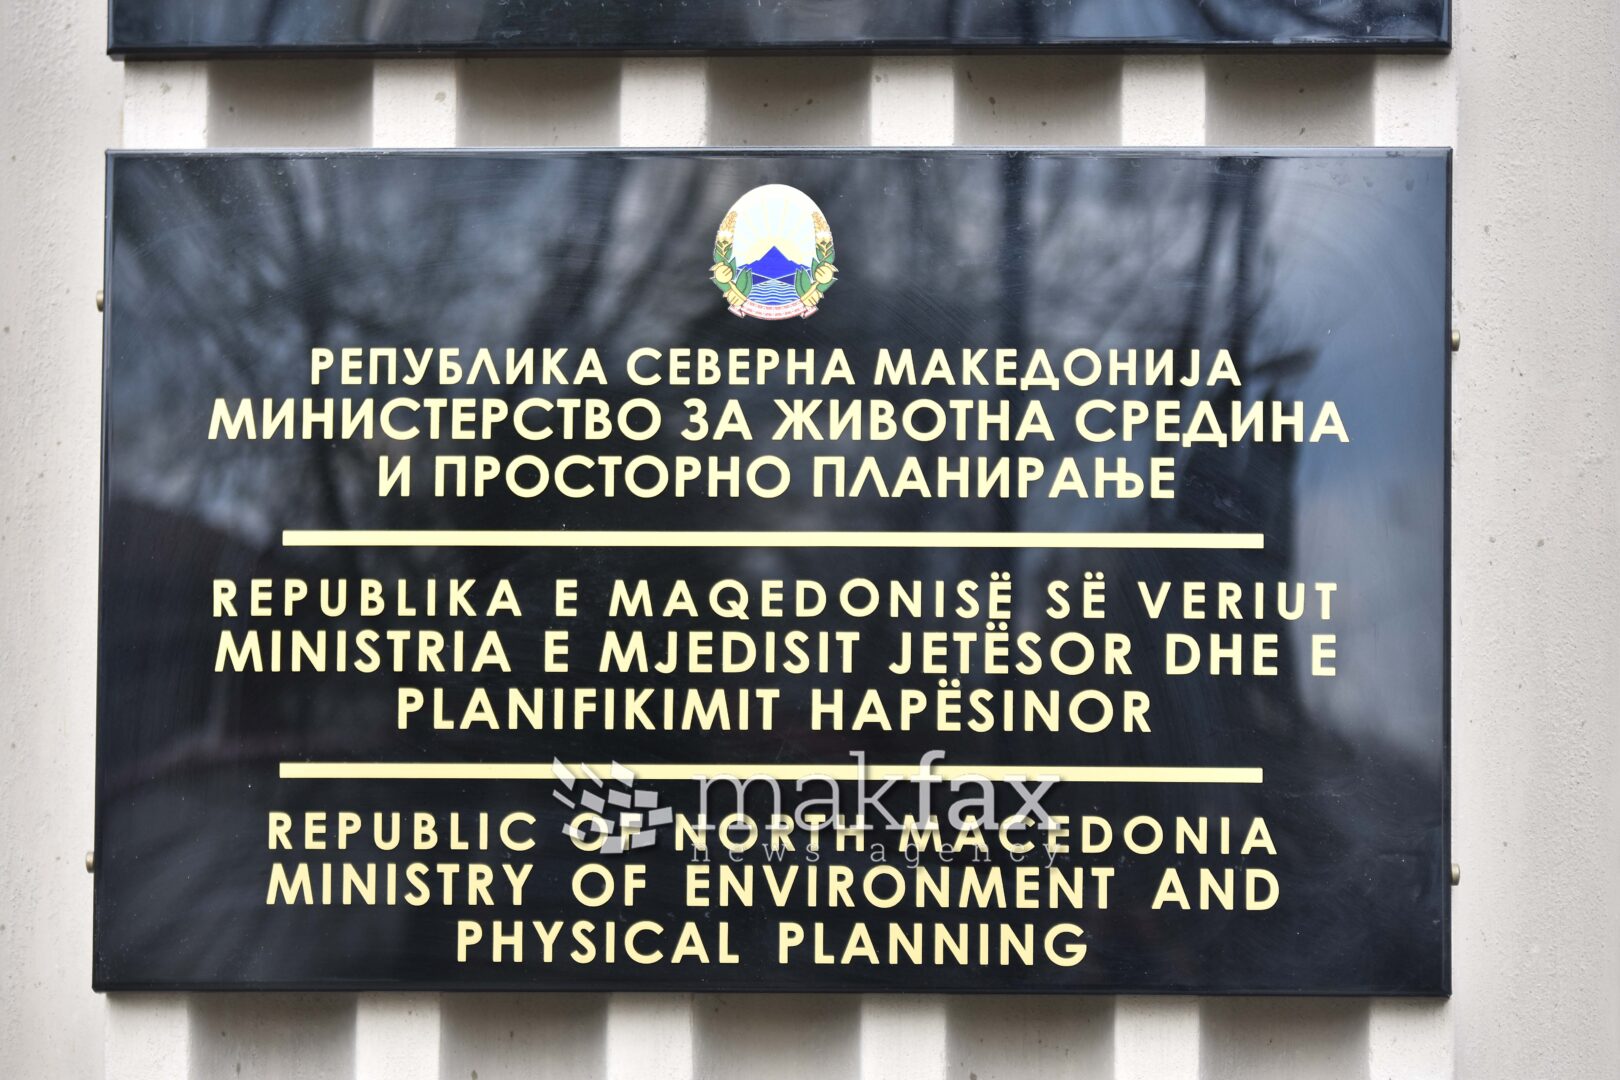 РЕПУБЛИКА СЕВЕРНА МАКЕДОНИЈА
МИНИСТЕРСТВО ЗА ЖИВОТНА СРЕДИНА
И ПРОСТОРНО ПЛАНИРАЊЕ
REPUBLIKA E MAQEDONISË SË VERIUT
MINISTRIA E MJEDISIT JETËSOR DHE E
PLANIFIKIMIT HAPËSINOR
makfax
news agency
REPUBLIC OF NORTH MACEDONIA
MINISTRY OF ENVIRONMENT AND
PHYSICAL PLANNING